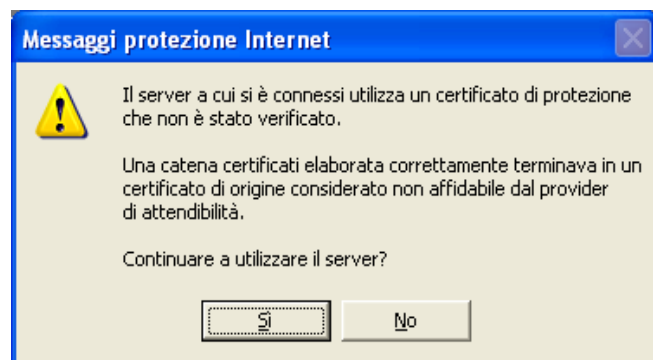 Messaggi protezione Internet
Il server a cui si è connessi utilizza un certificato di protezione
che non è stato verificato.
Una catena certificati elaborata correttamente terminava in un
certificato di origine considerato non affidabile dal provider
di attendibilità.
Continuare a utilizzare il server?
Sì
No